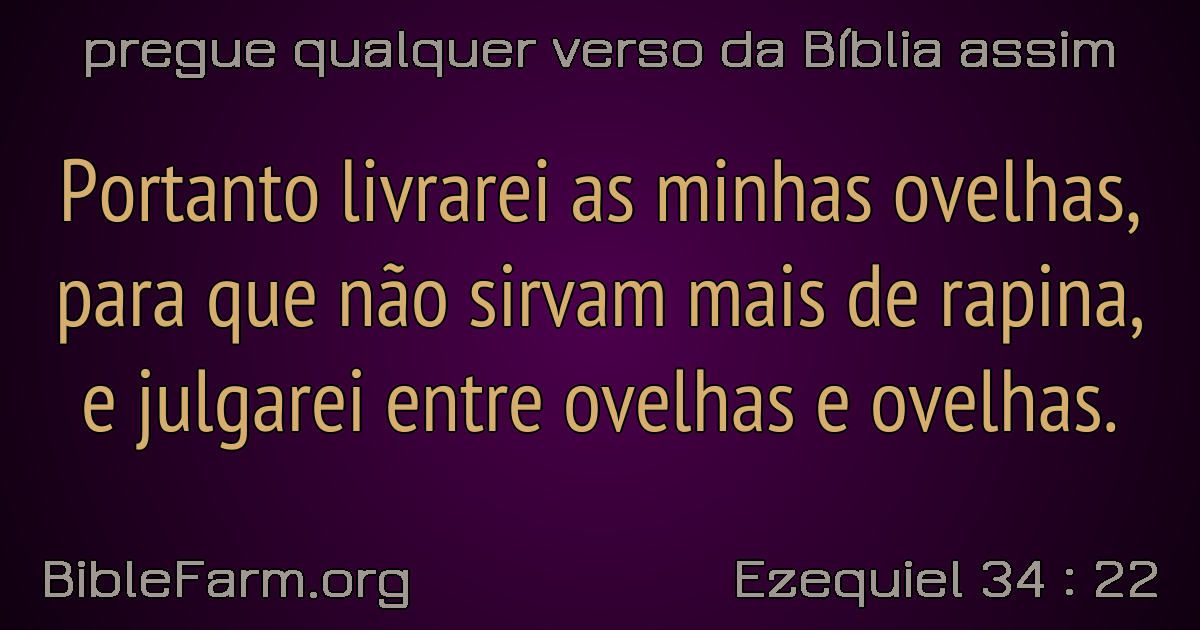 pregue qualquer verso da Bíblia assim
Portanto livrarei as minhas ovelhas,
para que não sirvam mais de rapina,
e julgarei entre ovelhas e ovelhas.
BibleFarm.org
Ezequiel 34 : 22